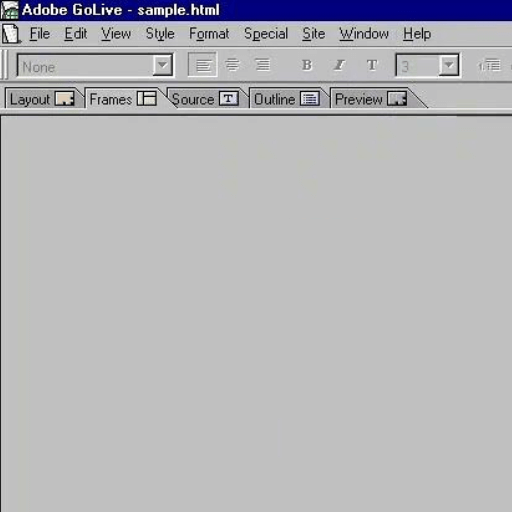 Adobe GoLive - sample.html
File Edit View Style Format Special Site Window Help
None B I T 3
Layout Frames Source T Outline Preview